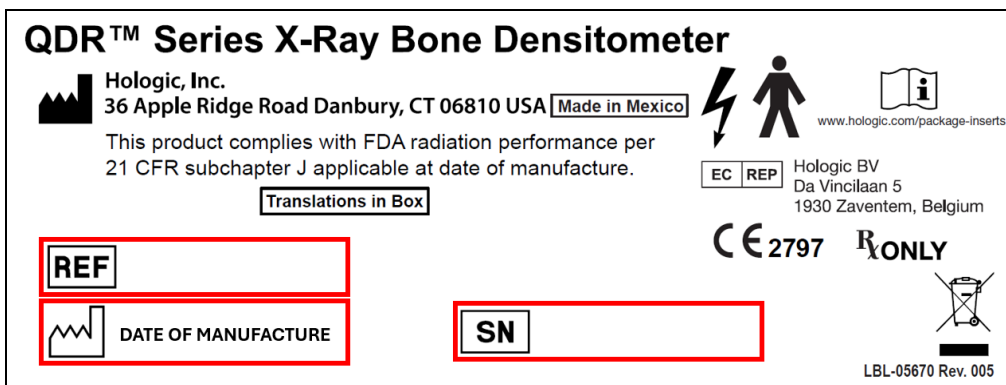 QDR™ Series X-Ray Bone Densitometer
Hologic, Inc.
36 Apple Ridge Road Danbury, CT 06810 USA Made in Mexico
This product complies with FDA radiation performance per
21 CFR subchapter J applicable at date of manufacture.
Translations in Box
i
www.hologic.com/package-inserts
EC REP
Hologic BV
Da Vincilaan 5
1930 Zaventem, Belgium
CE 2797
Rx ONLY
REF
DATE OF MANUFACTURE
SN
LBL-05670 Rev. 005